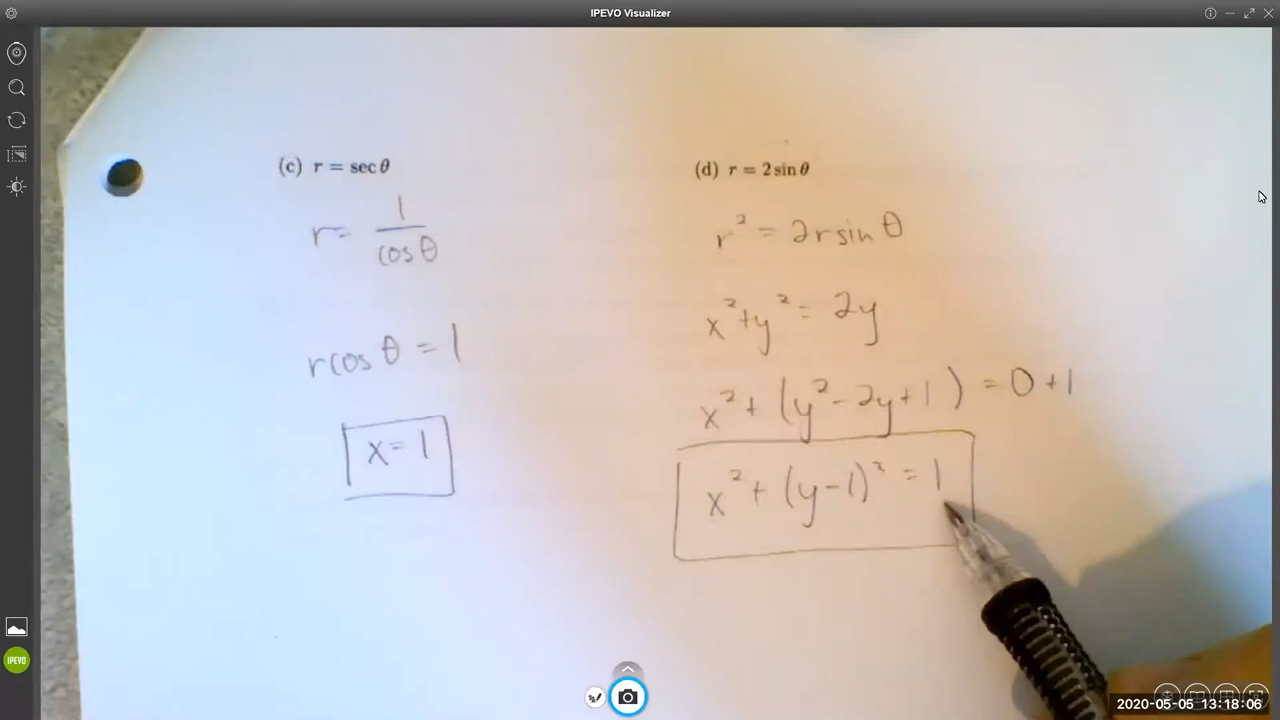 IPEVO Visualizer
(c) r = sec θ
r= 1/cos θ
r cos θ = 1
x = 1
(d) r = 2 sin θ
r² = 2r sin θ
x² + y² = 2y
x² + (y² - 2y + 1) = 0 + 1
x² + (y - 1)² = 1
IPEVO
2020-05-05 13:18:06